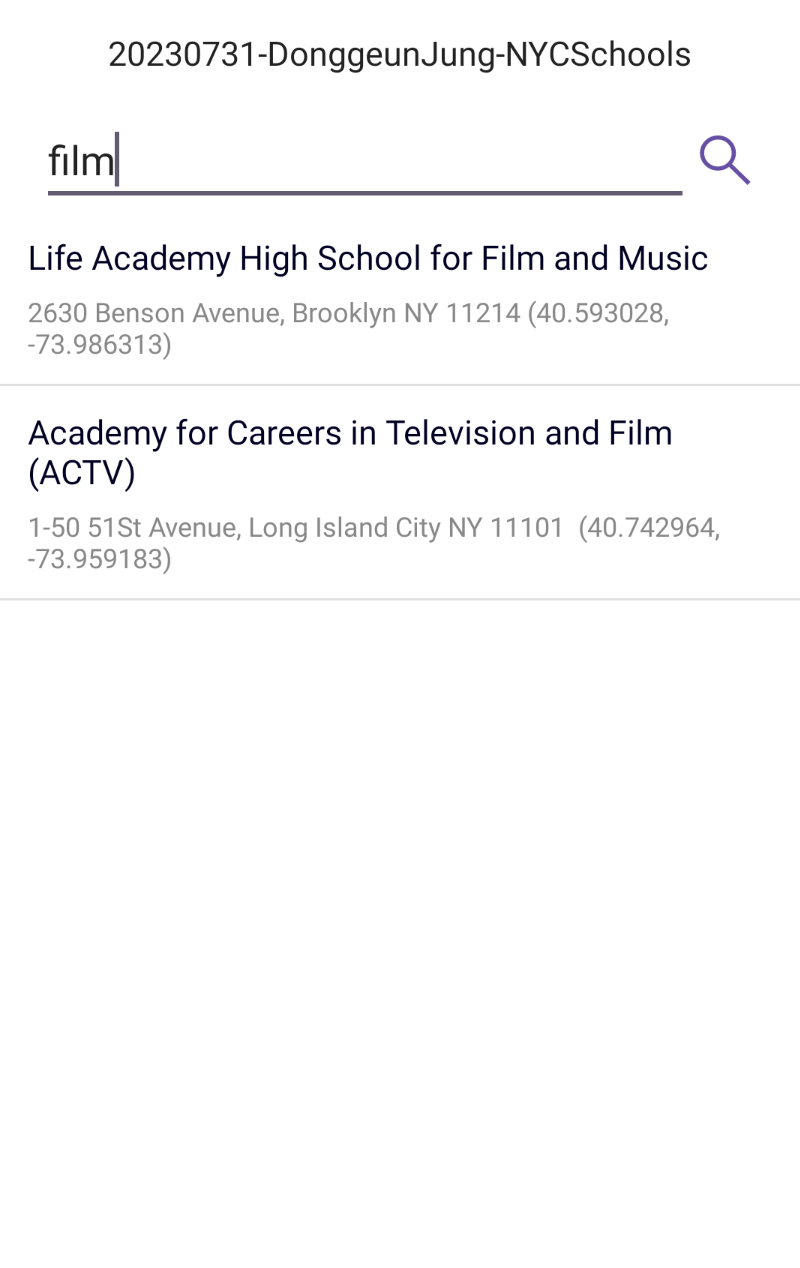 20230731-DonggeunJung-NYCSchools
film
Life Academy High School for Film and Music
2630 Benson Avenue, Brooklyn NY 11214 (40.593028,
-73.986313)
Academy for Careers in Television and Film
(ACTV)
1-50 51St Avenue, Long Island City NY 11101  (40.742964,
-73.959183)